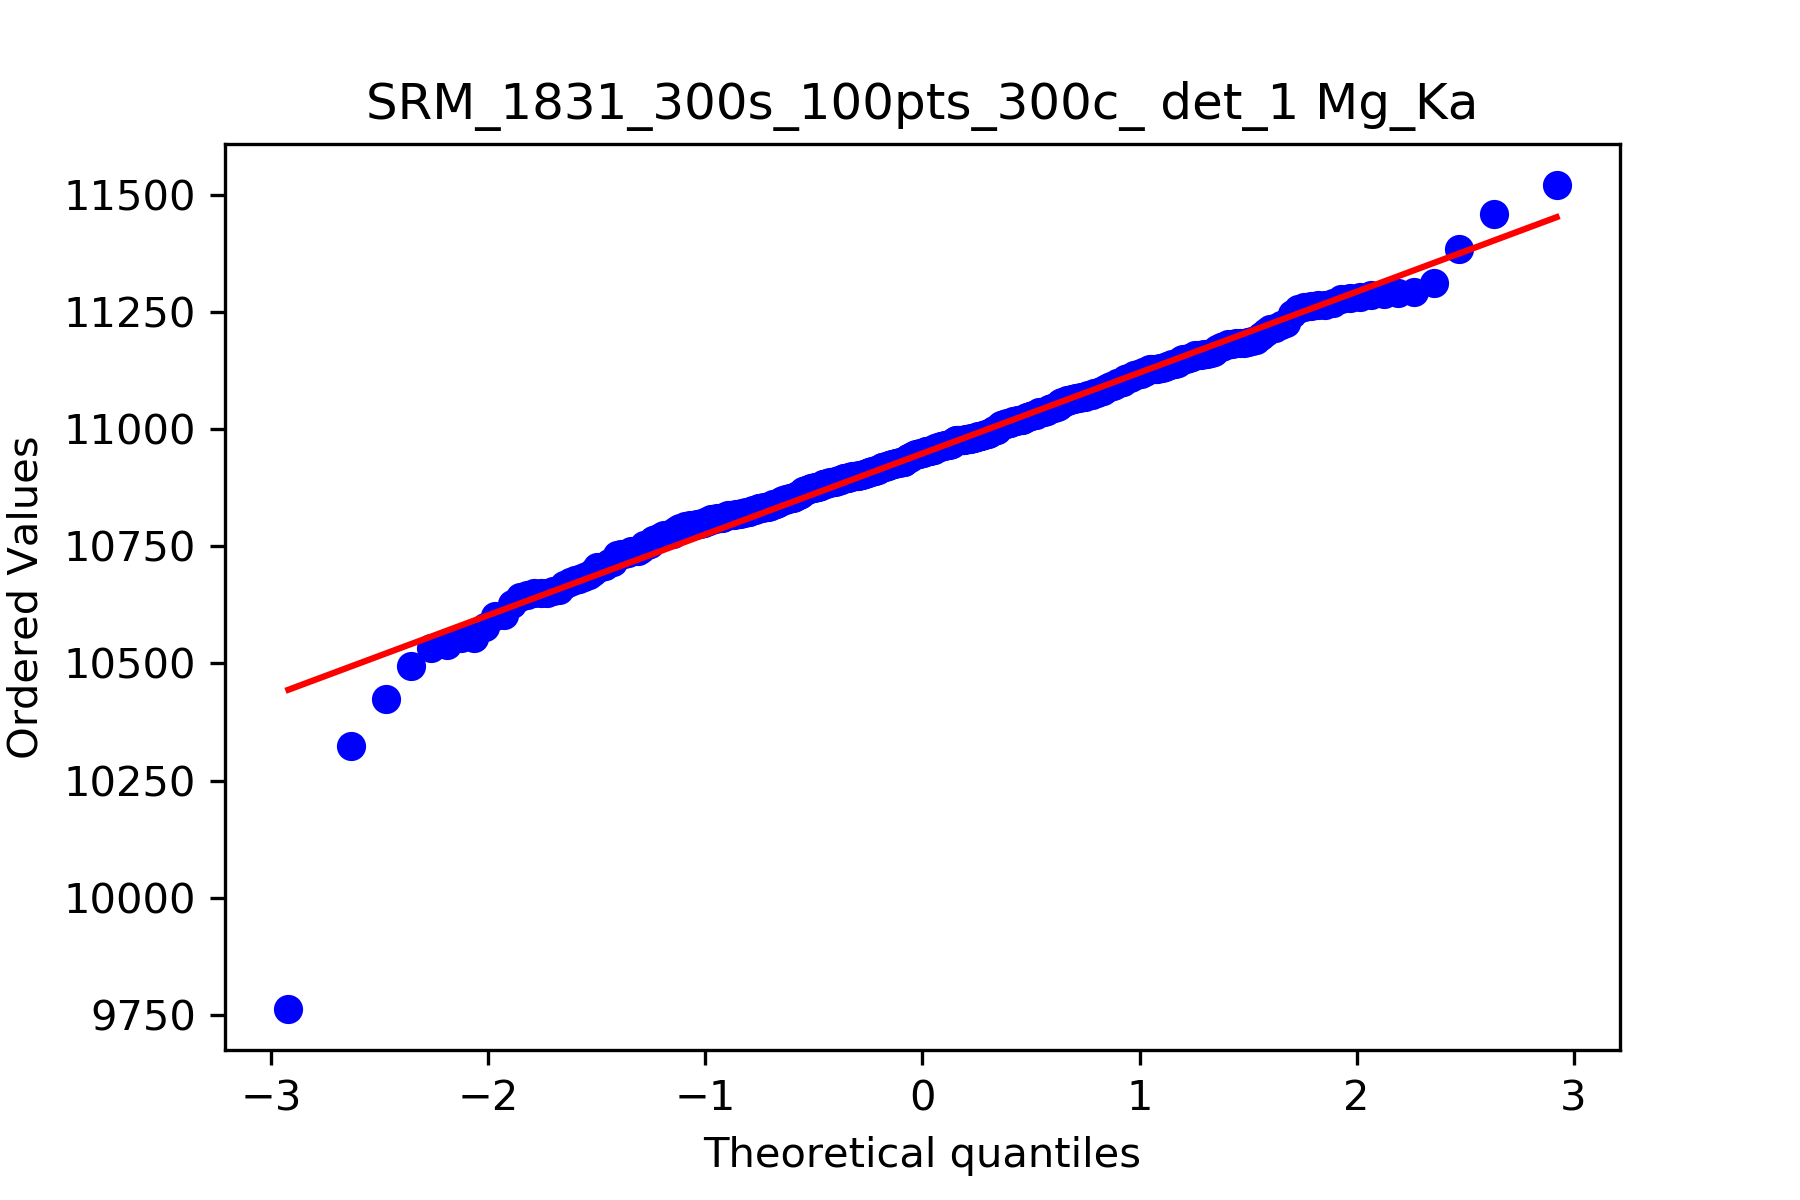 SRM_1831_300s_100pts_300c_ det_1 Mg_Ka
11500
11250
11000
10750
10500
10250
10000
9750
Ordered Values
−3 −2 −1 0 1 2 3
Theoretical quantiles